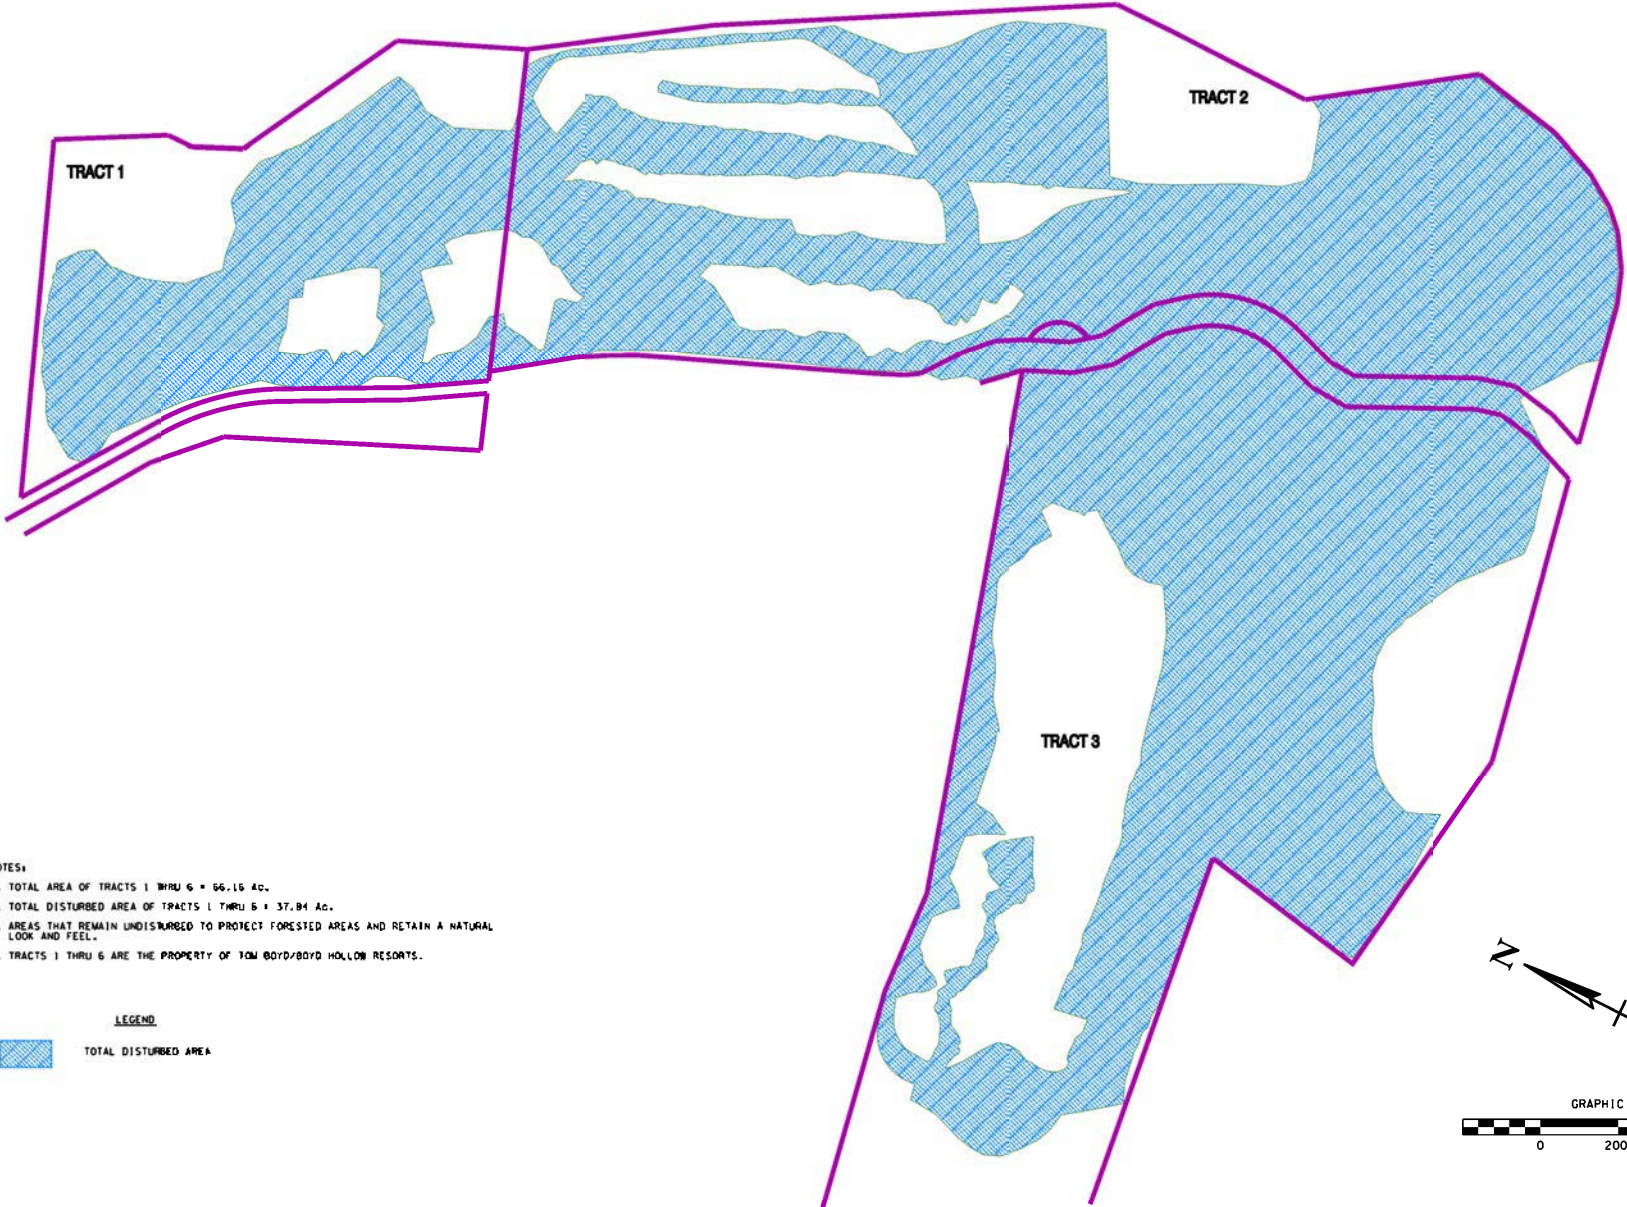 TRACT 2
TRACT 1
TRACT 3
OTES:
TOTAL AREA OF TRACTS 1 THRU 6 = 66.16 Ac.
TOTAL DISTURBED AREA OF TRACTS 1 THRU 6 = 37.84 Ac.
AREAS THAT REMAIN UNDISTURBED TO PROTECT FORESTED AREAS AND RETAIN A NATURAL
LOOK AND FEEL.
TRACTS 1 THRU 6 ARE THE PROPERTY OF TOM BOYD/BOYD HOLLOW RESORTS.
N
LEGEND
TOTAL DISTURBED AREA
GRAPHIC
0 200